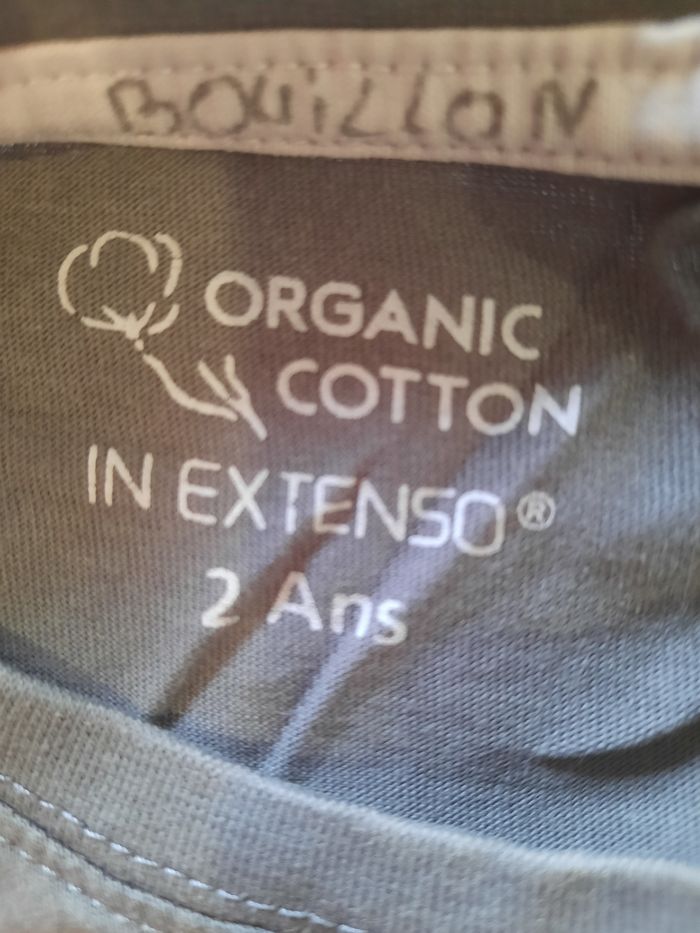 BOUiLLON
ORGANIC
COTTON
IN EXTENSO®
2 Ans